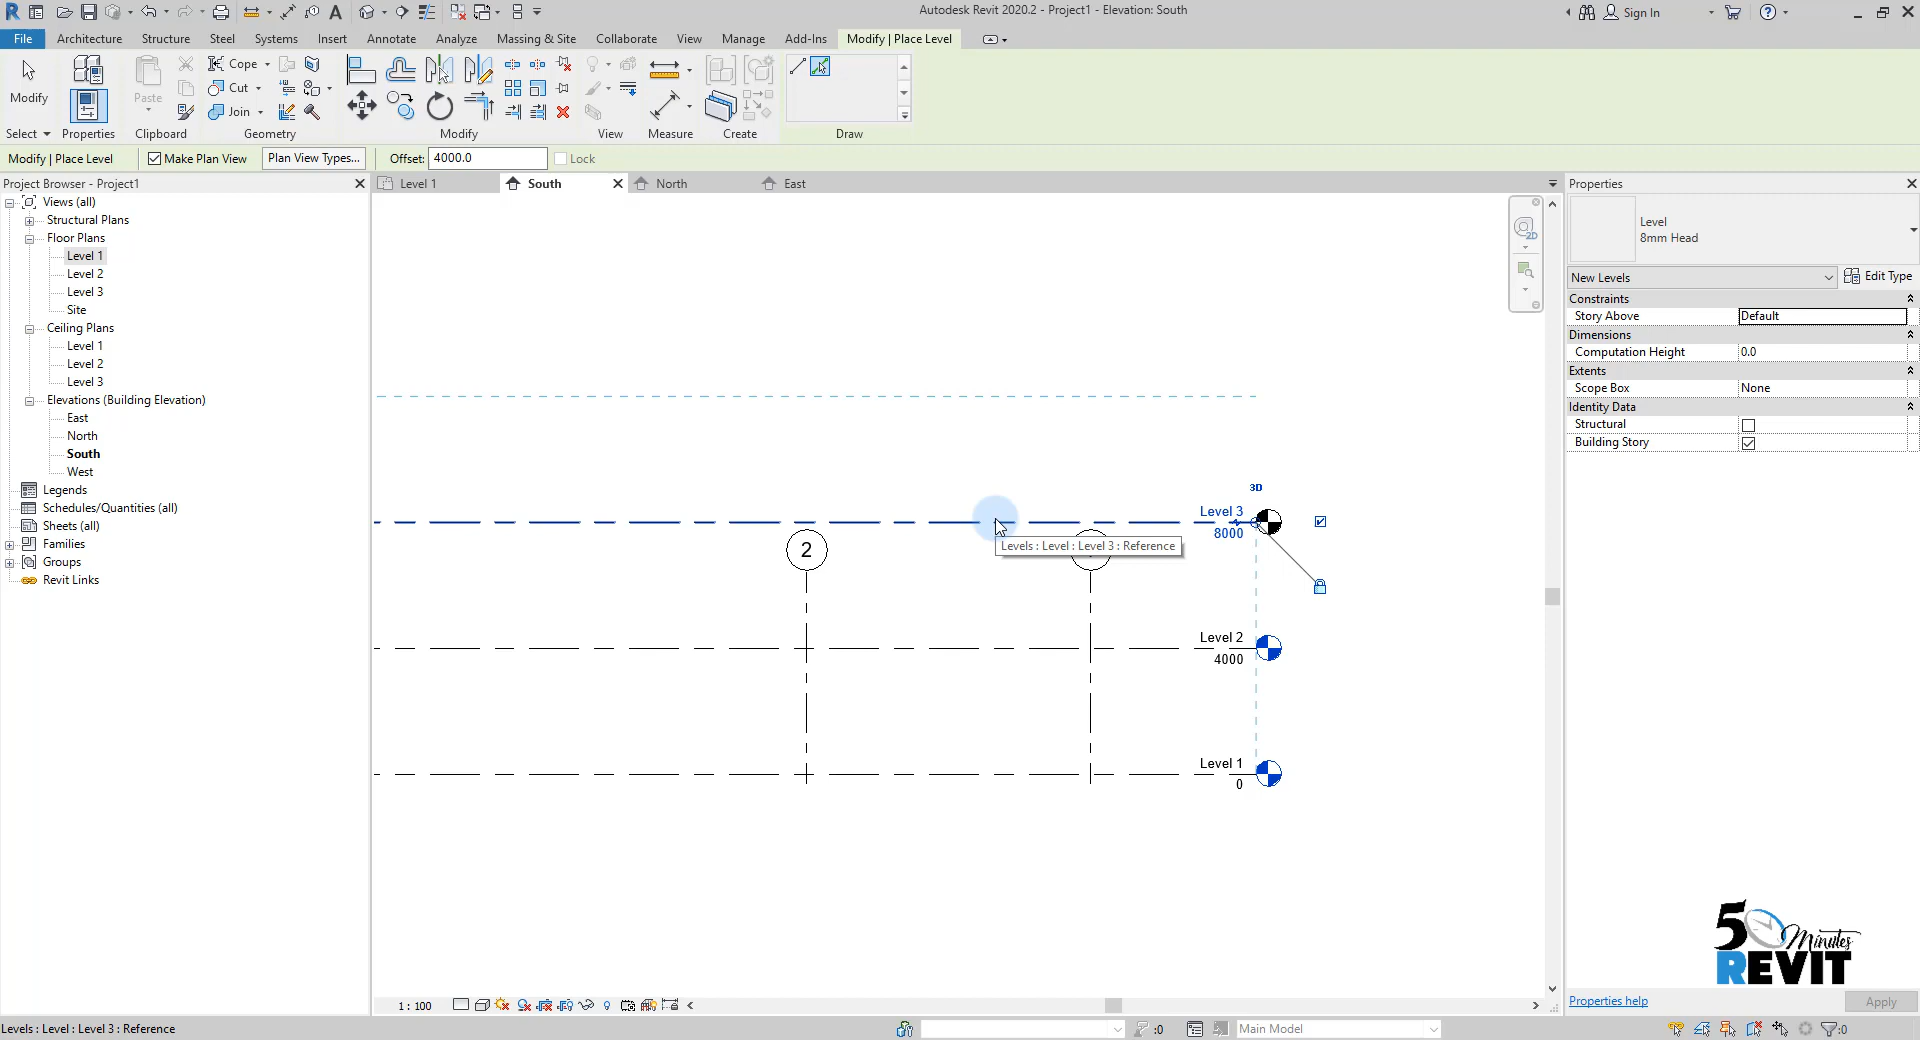 Autodesk Revit 2020.2 - Project1 - Elevation: South
Sign In
File Architecture Structure Steel Systems Insert Annotate Analyze Massing & Site Collaborate View Manage Add-Ins Modify | Place Level
Modify
Properties
Paste
Cope
Cut
Join
Select Properties Clipboard Geometry Modify View Measure Create Draw
Modify | Place Level Make Plan View Plan View Types... Offset: 4000.0 Lock
Project Browser - Project1
Views (all)
Structural Plans
Floor Plans
Level 1
Level 2
Level 3
Site
Ceiling Plans
Level 1
Level 2
Level 3
Elevations (Building Elevation)
East
North
South
West
Legends
Schedules/Quantities (all)
Sheets (all)
Families
Groups
Revit Links
Level 1 South North East
2D
3D
Level 3
8000
2
Levels : Level : Level 3 : Reference
Level 2
4000
Level 1
0
Properties
Level
8mm Head
New Levels Edit Type
Constraints
Story Above Default
Dimensions
Computation Height 0.0
Extents
Scope Box None
Identity Data
Structural
Building Story
50 Minutes
REVIT
Properties help Apply
1 : 100
Levels : Level : Level 3 : Reference :0 Main Model :0